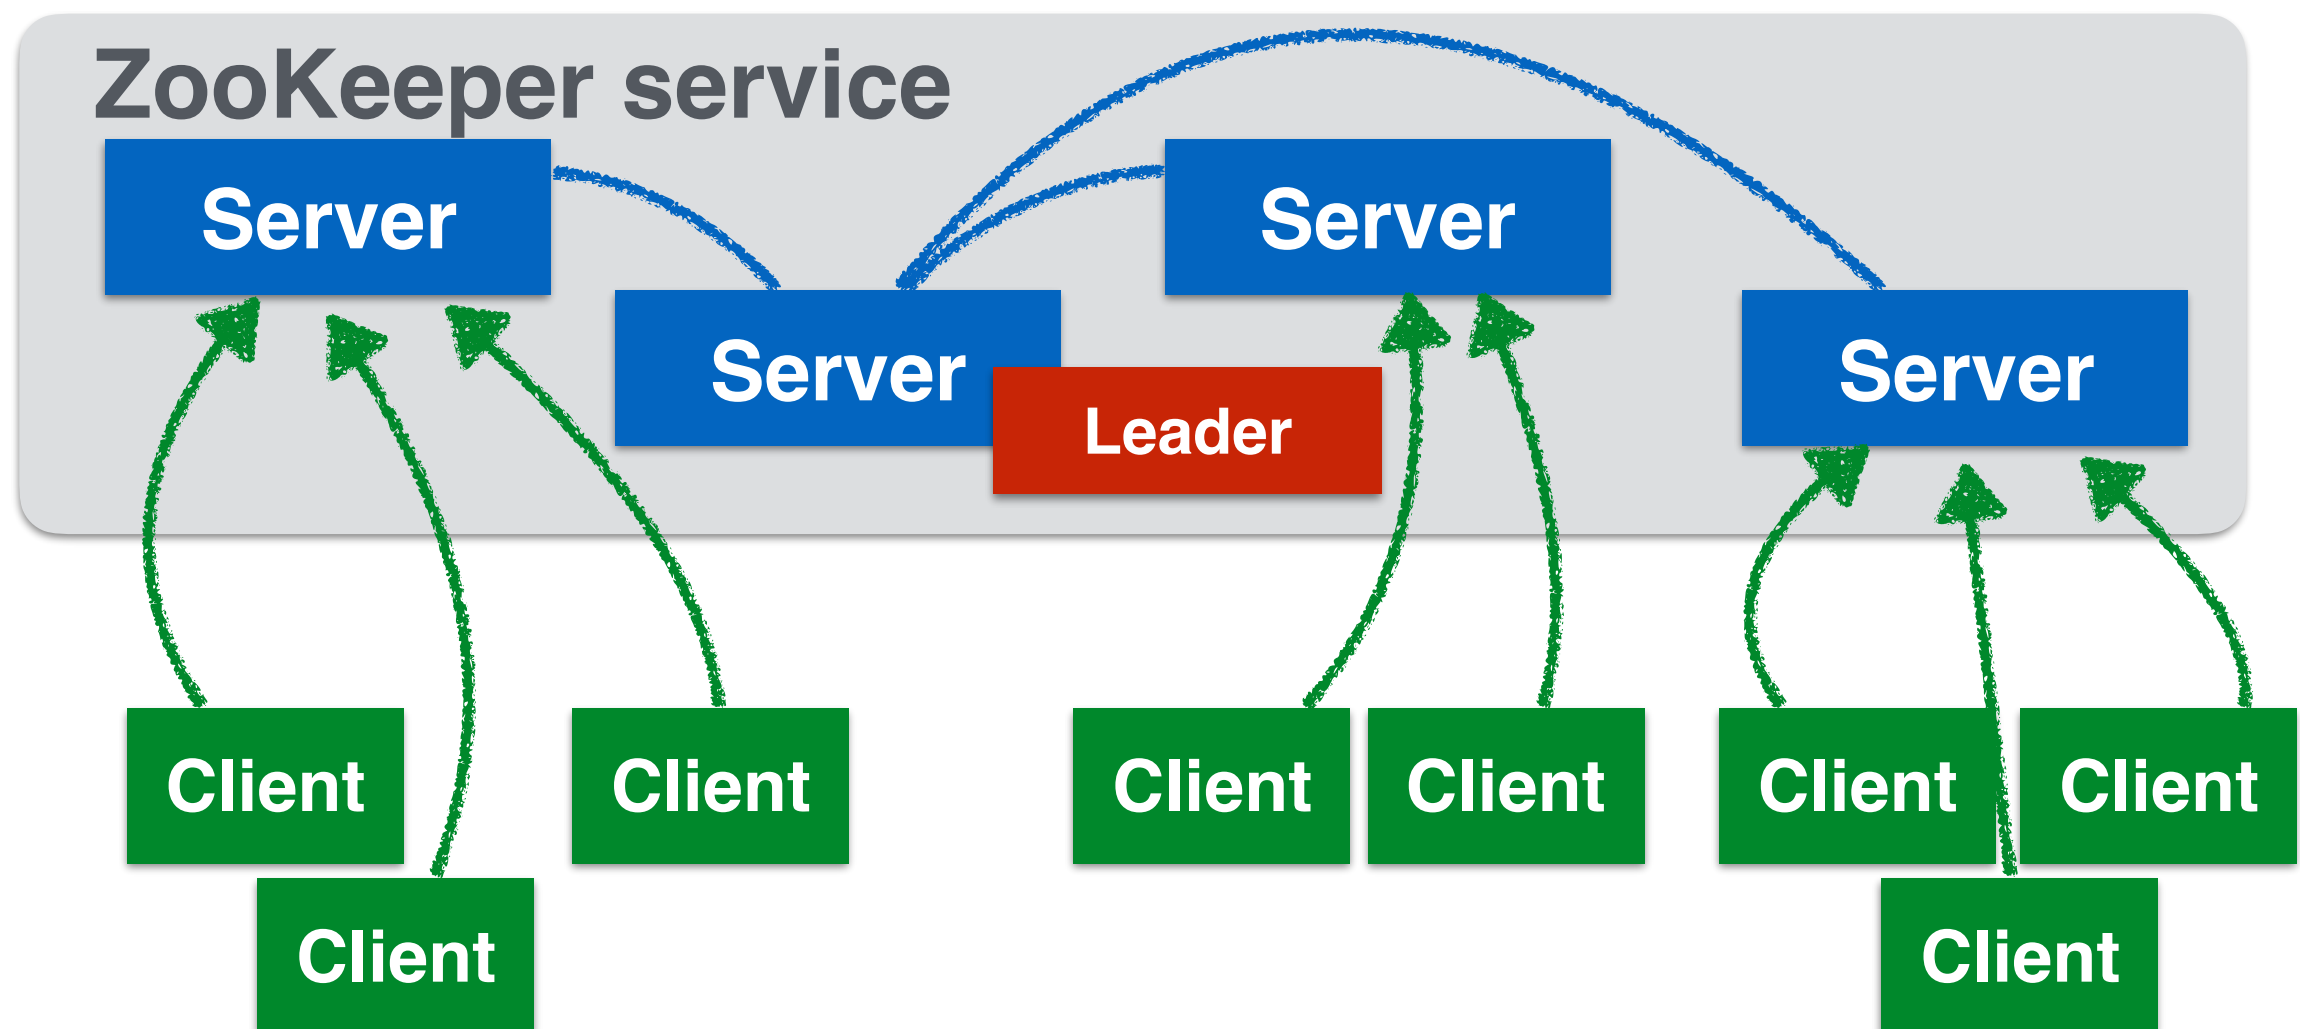 ZooKeeper service
Server
Server
Server
Leader
Server
Client
Client
Client
Client
Client
Client
Client
Client